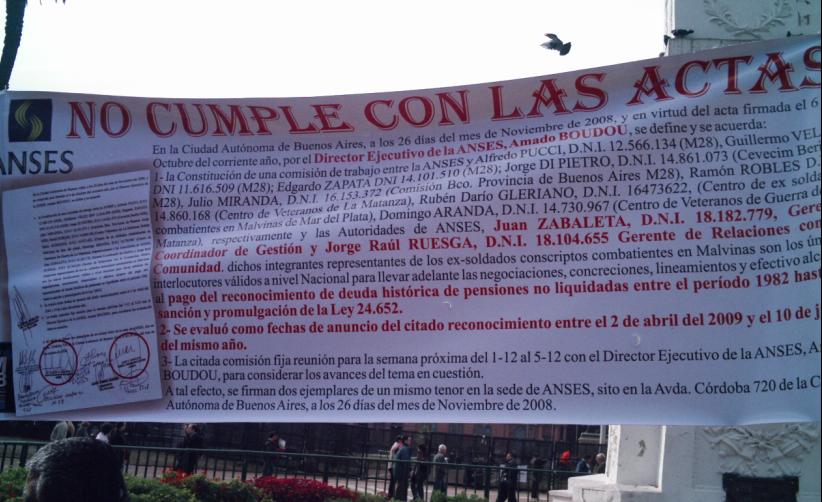 NO CUMPLE CON LAS ACTAS
ANSES
En la Ciudad Autónoma de Buenos Aires, a los 26 días del mes de Noviembre de 2008, y en virtud del acta firmada el 6
Octubre del corriente año, por el Director Ejecutivo de la ANSES, Amado BOUDOU, se define y se acuerda:
1- la Constitución de una comisión de trabajo entre la ANSES y Alfredo PUCCI, D.N.I. 12.566.134 (M28), Guillermo VEL
DNI 11.616.509 (M28); Edgardo ZAPATA DNI 14.101.510 (M28); Jorge DI PIETRO, D.N.I. 14.861.073 (Cevecim Beri
M28), Julio MIRANDA, D.N.I. 16.153.372 (Comisión Bco. Provincia de Buenos Aires M28), Ramón ROBLES D.
14.860.168 (Centro de Veteranos de La Matanza), Rubén Darío GLERIANO, D.N.I. 16473622, (Centro de ex solda
combatientes en Malvinas de Mar del Plata), Domingo ARANDA, D.N.I. 14.730.967 (Centro de Veteranos de Guerra d
Matanza), respectivamente y las Autoridades de ANSES, Juan ZABALETA, D.N.I. 18.182.779, Gere
Coordinador de Gestión y Jorge Raúl RUESGA, D.N.I. 18.104.655 Gerente de Relaciones con
Comunidad, dichos integrantes representantes de los ex-soldados conscriptos combatientes en Malvinas son los ún
interlocutores válidos a nivel Nacional para llevar adelante las negociaciones, concreciones, lineamientos y efectivo alc
al pago del reconocimiento de deuda histórica de pensiones no liquidadas entre el período 1982 hast
sanción y promulgación de la Ley 24.652.
2- Se evaluó como fechas de anuncio del citado reconocimiento entre el 2 de abril del 2009 y el 10 de j
del mismo año.
3- La citada comisión fija reunión para la semana próxima del 1-12 al 5-12 con el Director Ejecutivo de la ANSES, A
BOUDOU, para considerar los avances del tema en cuestión.
A tal efecto, se firman dos ejemplares de un mismo tenor en la sede de ANSES, sito en la Avda. Córdoba 720 de la C
Autónoma de Buenos Aires, a los 26 días del mes de Noviembre de 2008.